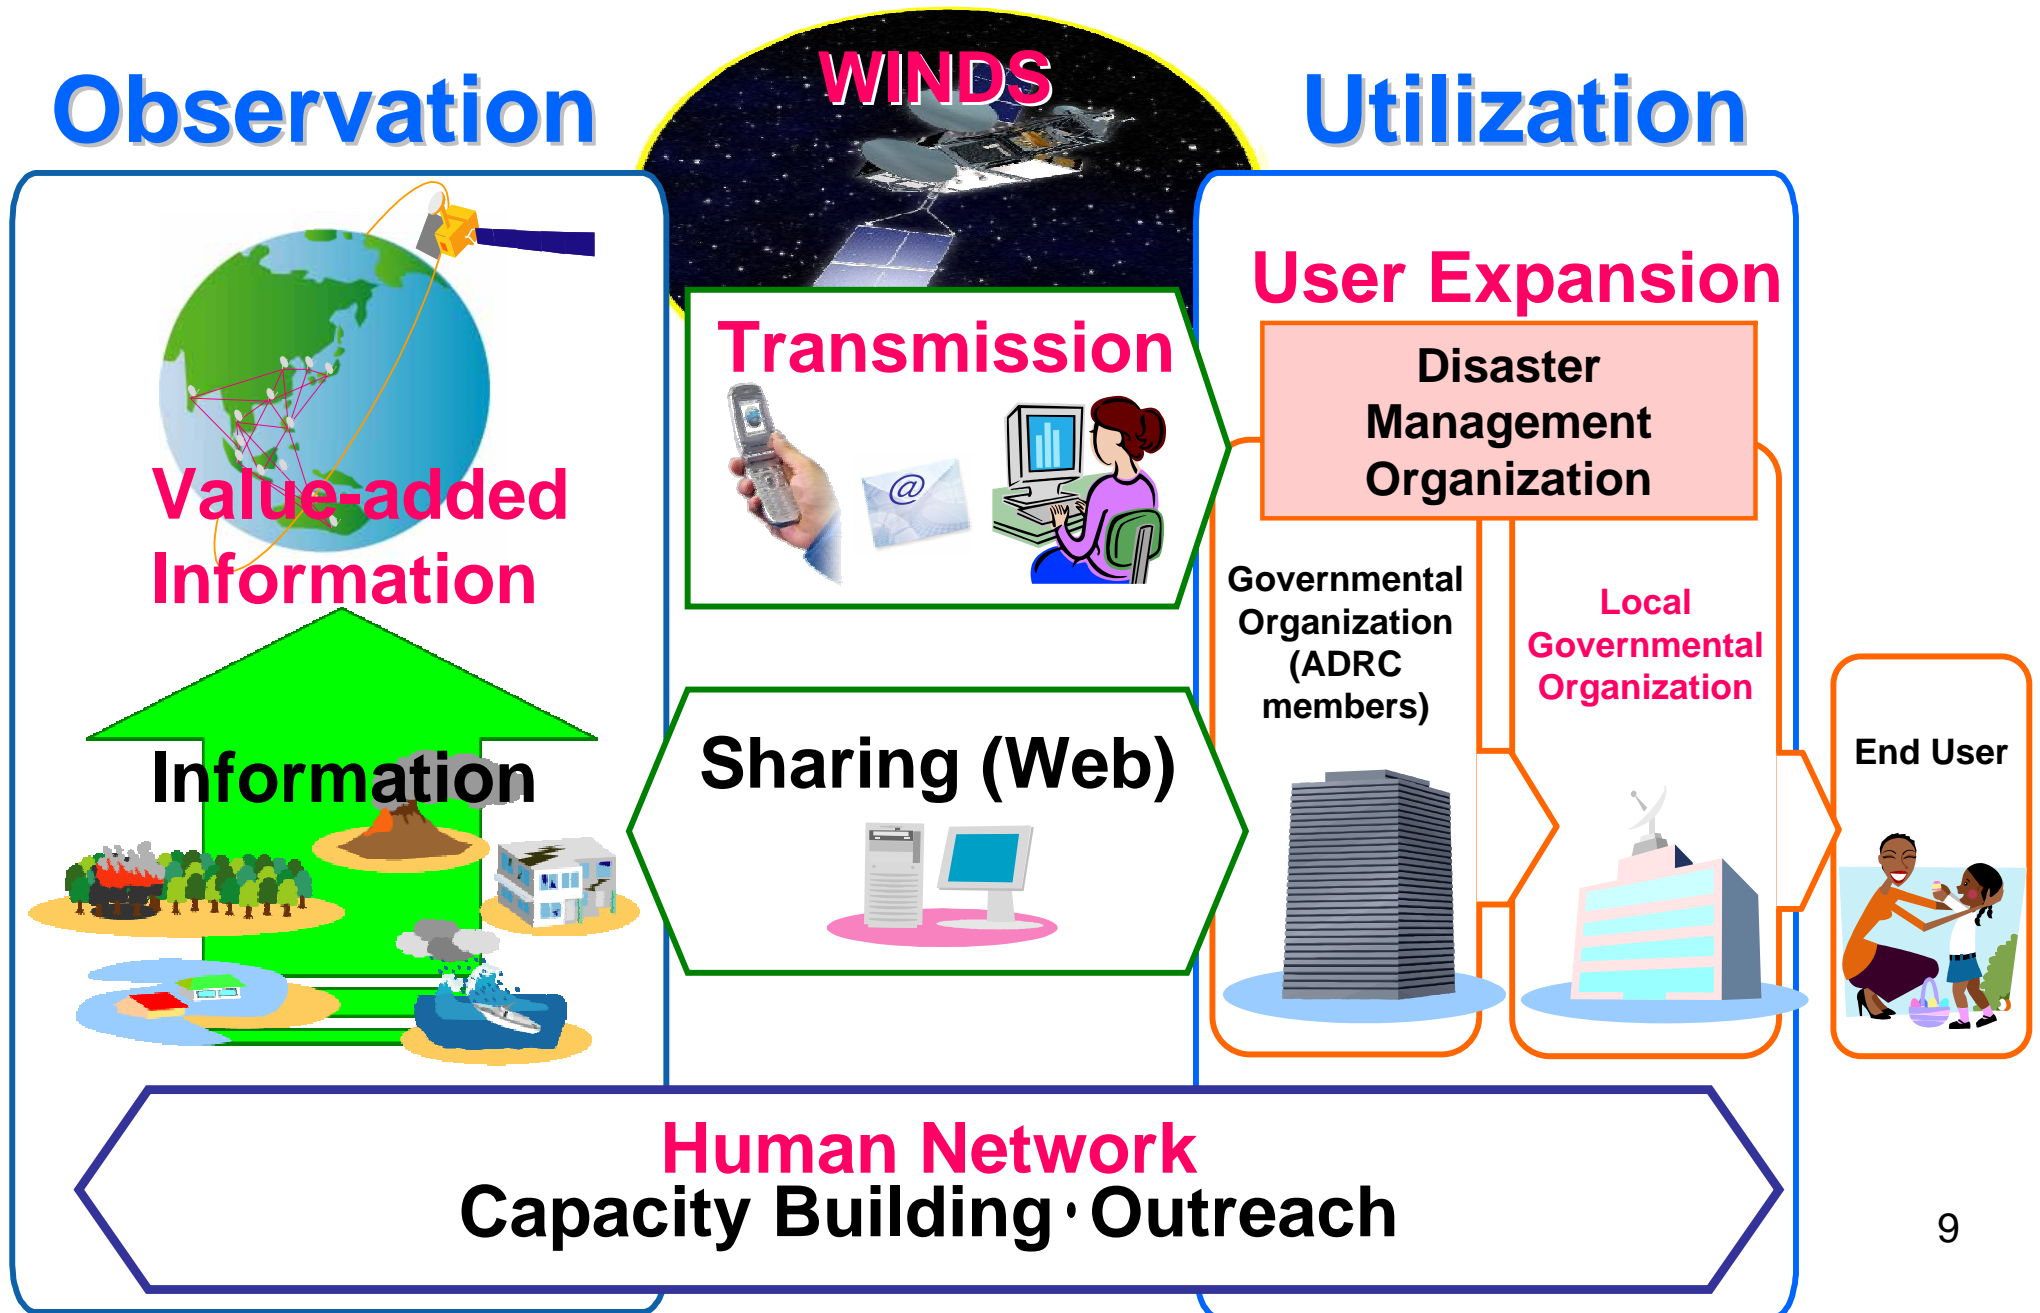 Observation
WINDS
Utilization
Value-added
Information
Information
Transmission
@
Sharing (Web)
User Expansion
Disaster
Management
Organization
Governmental
Organization
(ADRC
members)
Local
Governmental
Organization
End User
Human Network
Capacity Building・Outreach
9